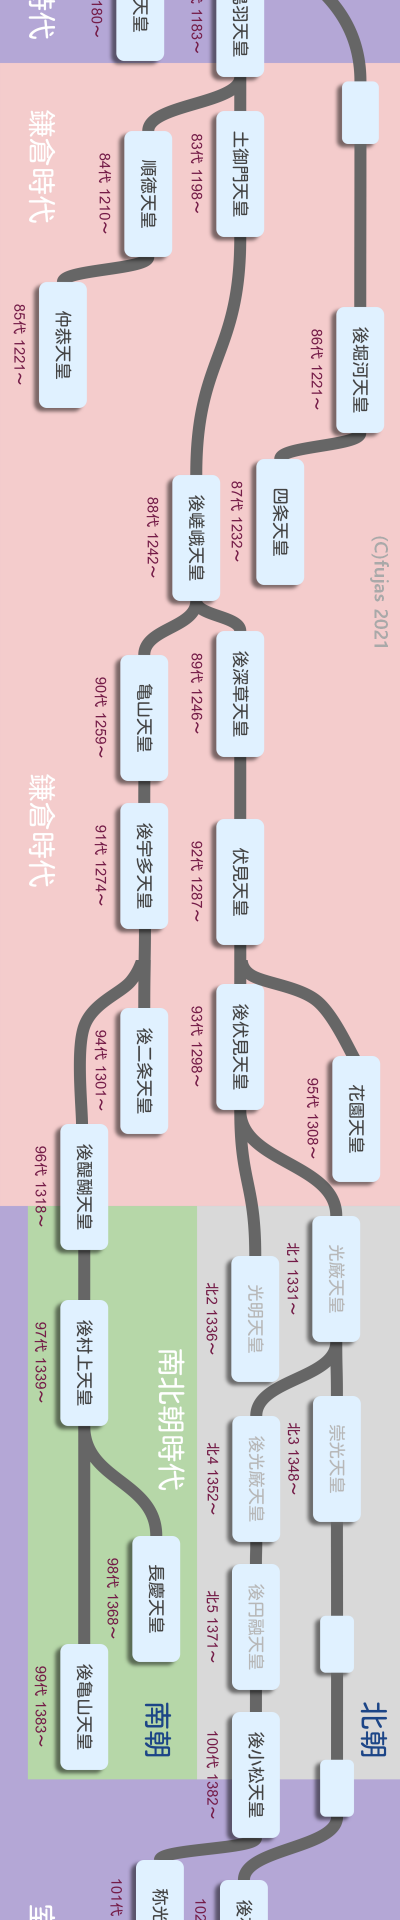 時代
天皇
180~
鳥羽天皇
1183~
鎌倉時代
土御門天皇
83代 1198~
順徳天皇
84代 1210~
仲恭天皇
85代 1221~
後堀河天皇
86代 1221~
四条天皇
87代 1232~
後嵯峨天皇
88代 1242~
(C)fujas 2021
後深草天皇
89代 1246~
亀山天皇
90代 1259~
鎌倉時代
後宇多天皇
91代 1274~
伏見天皇
92代 1287~
後伏見天皇
93代 1298~
後二条天皇
94代 1301~
花園天皇
95代 1308~
後醍醐天皇
96代 1318~
光厳天皇
北1 1331~
光明天皇
北2 1336~
後村上天皇
97代 1339~
南北朝時代
崇光天皇
北3 1348~
後光厳天皇
北4 1352~
長慶天皇
98代 1368~
後円融天皇
北5 1371~
後亀山天皇
99代 1383~
南朝
北朝
後小松天皇
100代 1382~
称光
101代
後
102
室